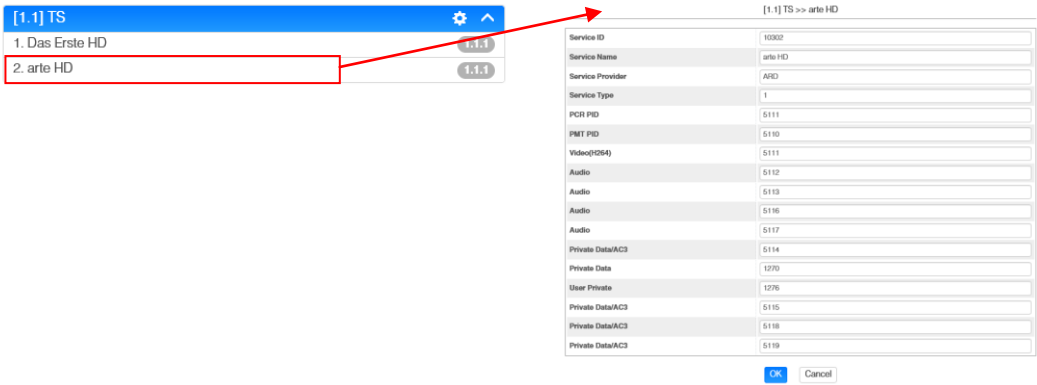 [1.1] TS
1. Das Erste HD 1.1.1
2. arte HD 1.1.1
[1.1] TS >> arte HD
Service ID 10302
Service Name arte HD
Service Provider ARD
Service Type 1
PCR PID 5111
PMT PID 5110
Video(H264) 5111
Audio 5112
Audio 5113
Audio 5116
Audio 5117
Private Data/AC3 5114
Private Data 1270
User Private 1276
Private Data/AC3 5115
Private Data/AC3 5118
Private Data/AC3 5119
OK Cancel